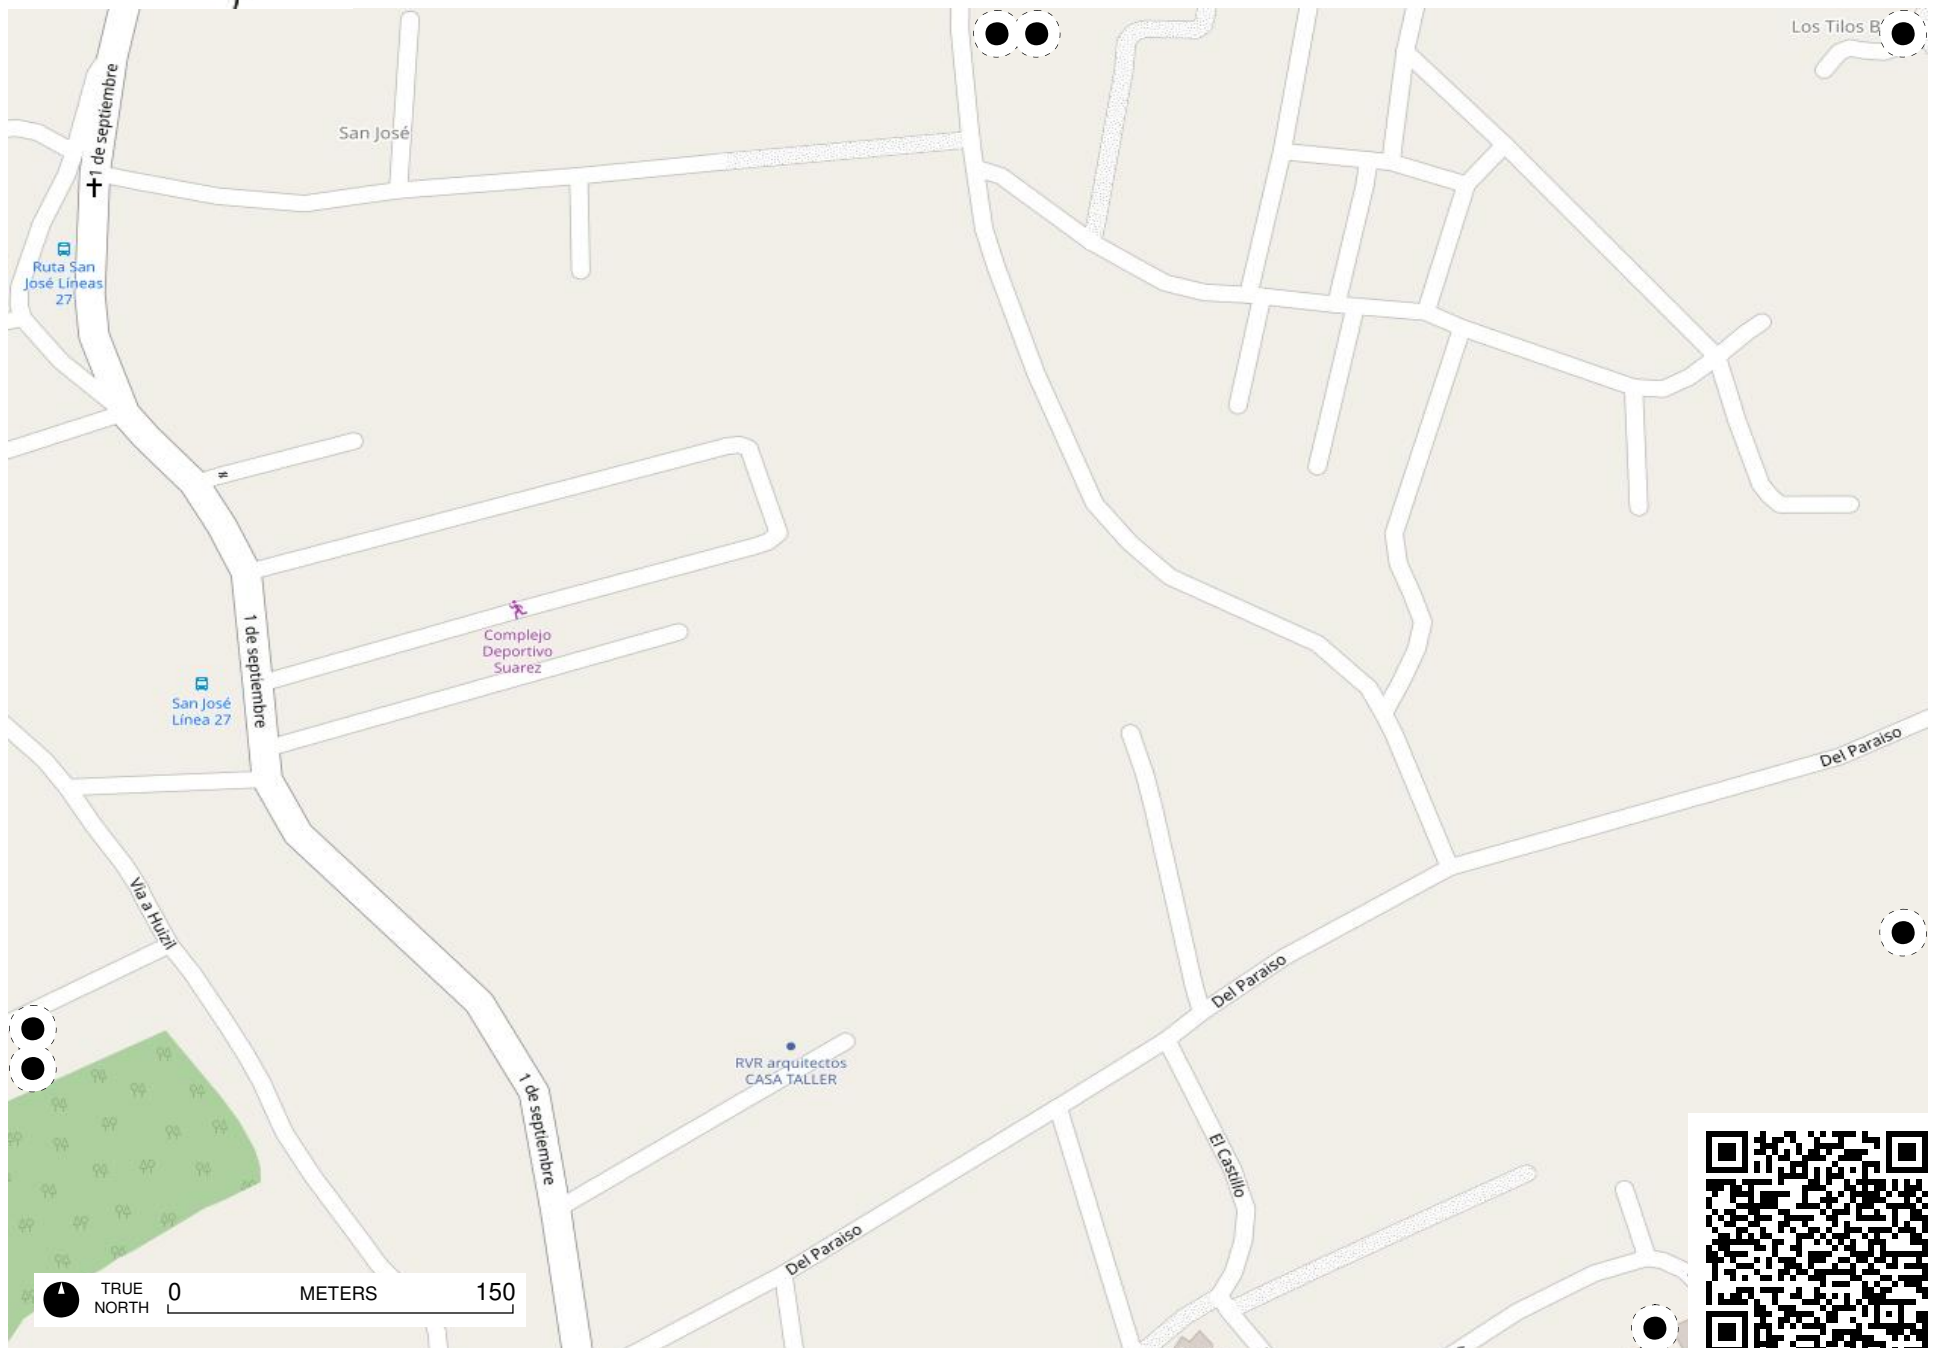 Los Tilos B
1 de septiembre
San José
Ruta San
José Líneas
27
1 de septiembre
Complejo
Deportivo
Suarez
San José
Línea 27
Del Paraiso
Via a Huizil
Del Paraiso
RVR arquitectos
CASA TALLER
1 de septiembre
El Castillo
Del Paraiso
TRUE
NORTH
0 METERS 150